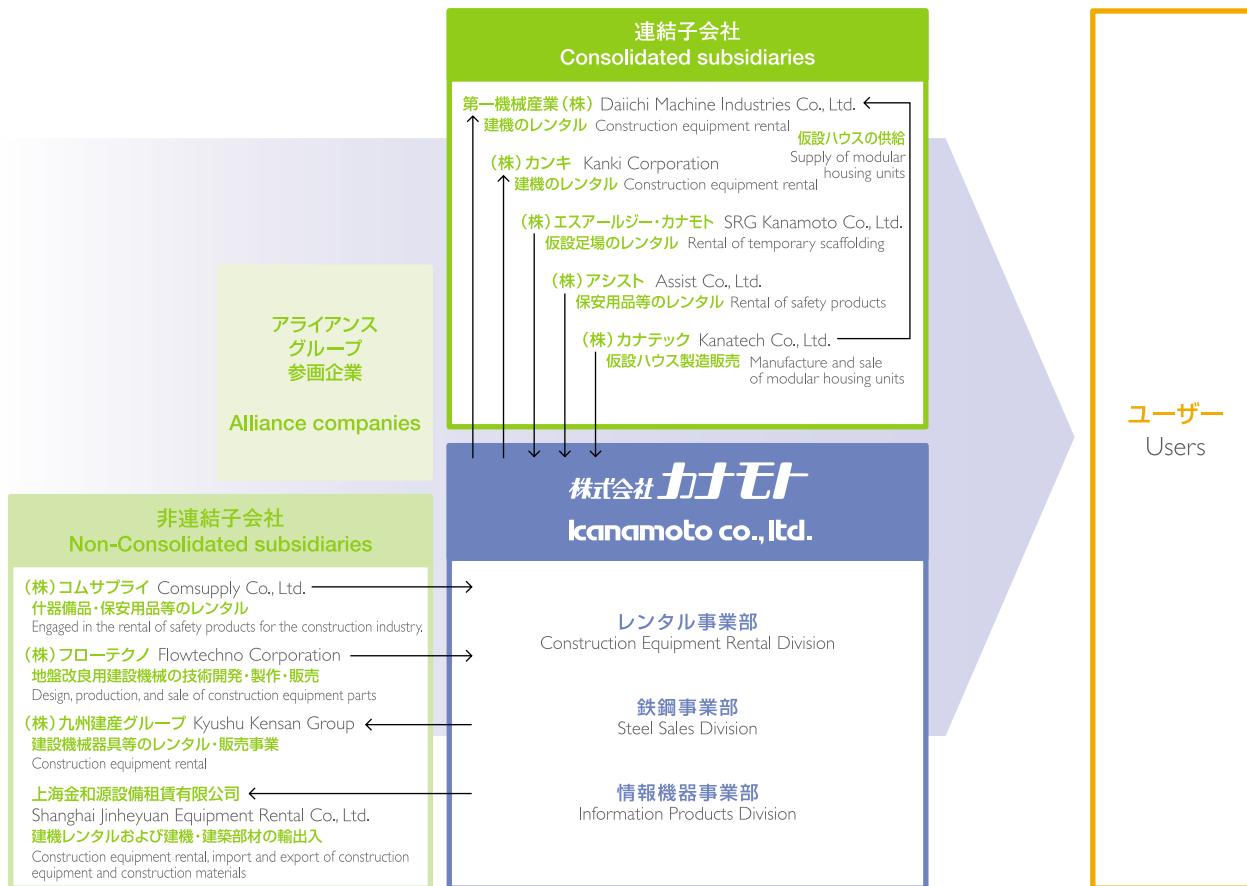 連結子会社
Consolidated subsidiaries
第一機械産業(株) Daiichi Machine Industries Co., Ltd.
建機のレンタル Construction equipment rental
仮設ハウスの供給
Supply of modular
housing units
(株)カンキ Kanki Corporation
建機のレンタル Construction equipment rental
(株)エスアールジー・カナモト SRG Kanamoto Co., Ltd.
仮設足場のレンタル Rental of temporary scaffolding
(株)アシスト Assist Co., Ltd.
保安用品等のレンタル Rental of safety products
(株)カナテック Kanatech Co., Ltd.
仮設ハウス製造販売 Manufacture and sale
of modular housing units
アライアンス
グループ
参画企業
Alliance companies
株式会社カナモト
kanamoto co., ltd.
レンタル事業部
Construction Equipment Rental Division
鉄鋼事業部
Steel Sales Division
情報機器事業部
Information Products Division
非連結子会社
Non-Consolidated subsidiaries
(株)コムサプライ Comsupply Co., Ltd.
什器備品・保安用品等のレンタル
Engaged in the rental of safety products for the construction industry.
(株)フローテクノ Flowtechno Corporation
地盤改良用建設機械の技術開発・製作・販売
Design, production, and sale of construction equipment parts
(株)九州建産グループ Kyushu Kensan Group
建設機械器具等のレンタル・販売事業
Construction equipment rental
上海金和源設備租賃有限公司
Shanghai Jinheyuan Equipment Rental Co., Ltd.
建機レンタルおよび建機・建築部材の輸出入
Construction equipment rental, import and export of construction
equipment and construction materials
ユーザー
Users